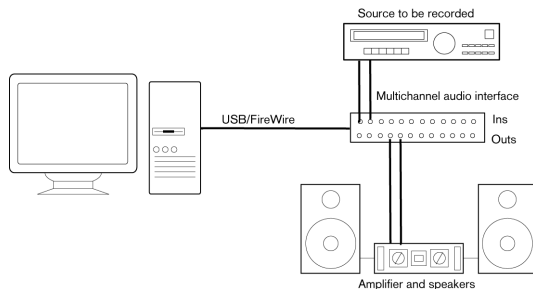 Source to be recorded
Multichannel audio interface
USB/FireWire
Ins
Outs
Amplifier and speakers